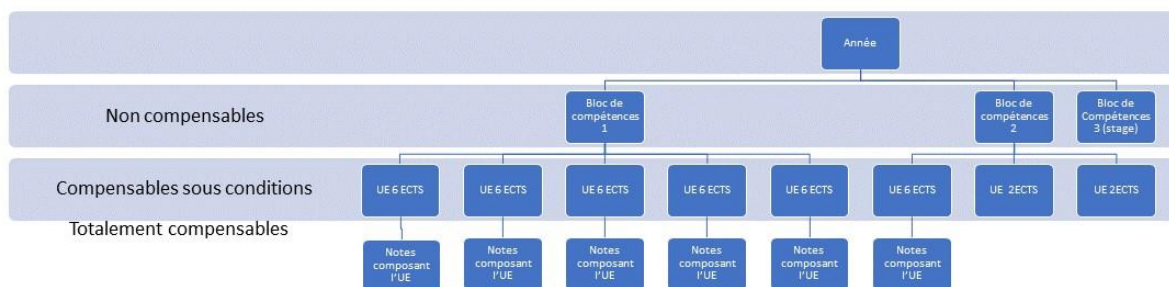 Année
Non compensables
Bloc de
compétences
1
Bloc de
compétences
2
Bloc de
Compétences
3 (stage)
Compensables sous conditions
UE 6 ECTS
UE 6 ECTS
UE 6 ECTS
UE 6 ECTS
UE 6 ECTS
UE 6 ECTS
UE 2ECTS
UE 2ECTS
Totalement compensables
Notes
composant
l'UE
Notes
composant
l'UE
Notes
composant
l'UE
Notes
composant
l'UE
Notes
composant
l'UE
Notes
composant
l'UE